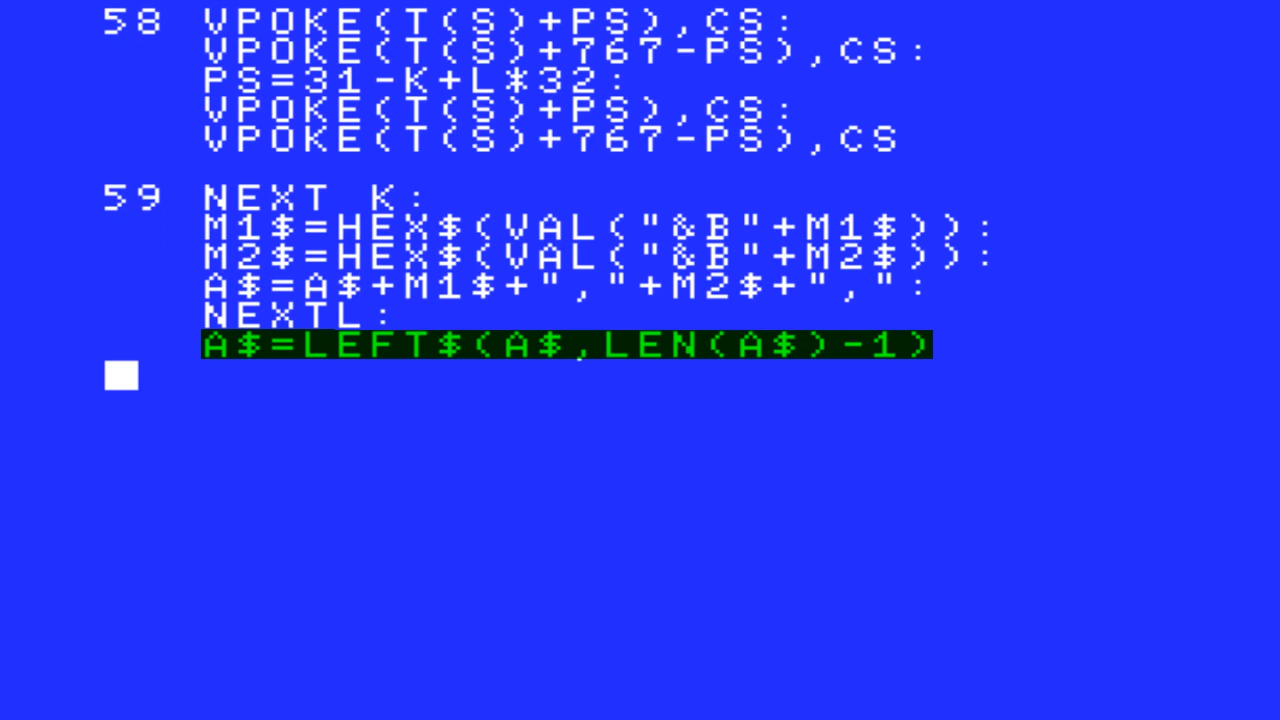 58 VPOKE(T(S)+PS),CS:
VPOKE(T(S)+767-PS),CS:
PS=31-K+L*32:
VPOKE(T(S)+PS),CS:
VPOKE(T(S)+767-PS),CS
59 NEXT K:
M1$=HEX$(VAL("&B"+M1$)):
M2$=HEX$(VAL("&B"+M2$)):
A$=A$+M1$+","+M2$+",":
NEXTL:
A$=LEFT$(A$,LEN(A$)-1)